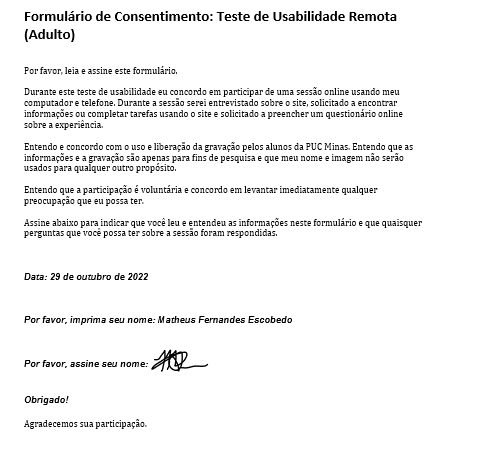 Formulário de Consentimento: Teste de Usabilidade Remota
(Adulto)
Por favor, leia e assine este formulário.
Durante este teste de usabilidade eu concordo em participar de uma sessão online usando meu
computador e telefone. Durante a sessão serei entrevistado sobre o site, solicitado a encontrar
informações ou completar tarefas usando o site e solicitado a preencher um questionário online
sobre a experiência.
Entendo e concordo com o uso e liberação da gravação pelos alunos da PUC Minas. Entendo que as
informações e a gravação são apenas para fins de pesquisa e que meu nome e imagem não serão
usados para qualquer outro propósito.
Entendo que a participação é voluntária e concordo em levantar imediatamente qualquer
preocupação que eu possa ter.
Assine abaixo para indicar que você leu e entendeu as informações neste formulário e que quaisquer
perguntas que você possa ter sobre a sessão foram respondidas.
Data: 29 de outubro de 2022
Por favor, imprima seu nome: Matheus Fernandes Escobedo
Por favor, assine seu nome:
Obrigado!
Agradecemos sua participação.